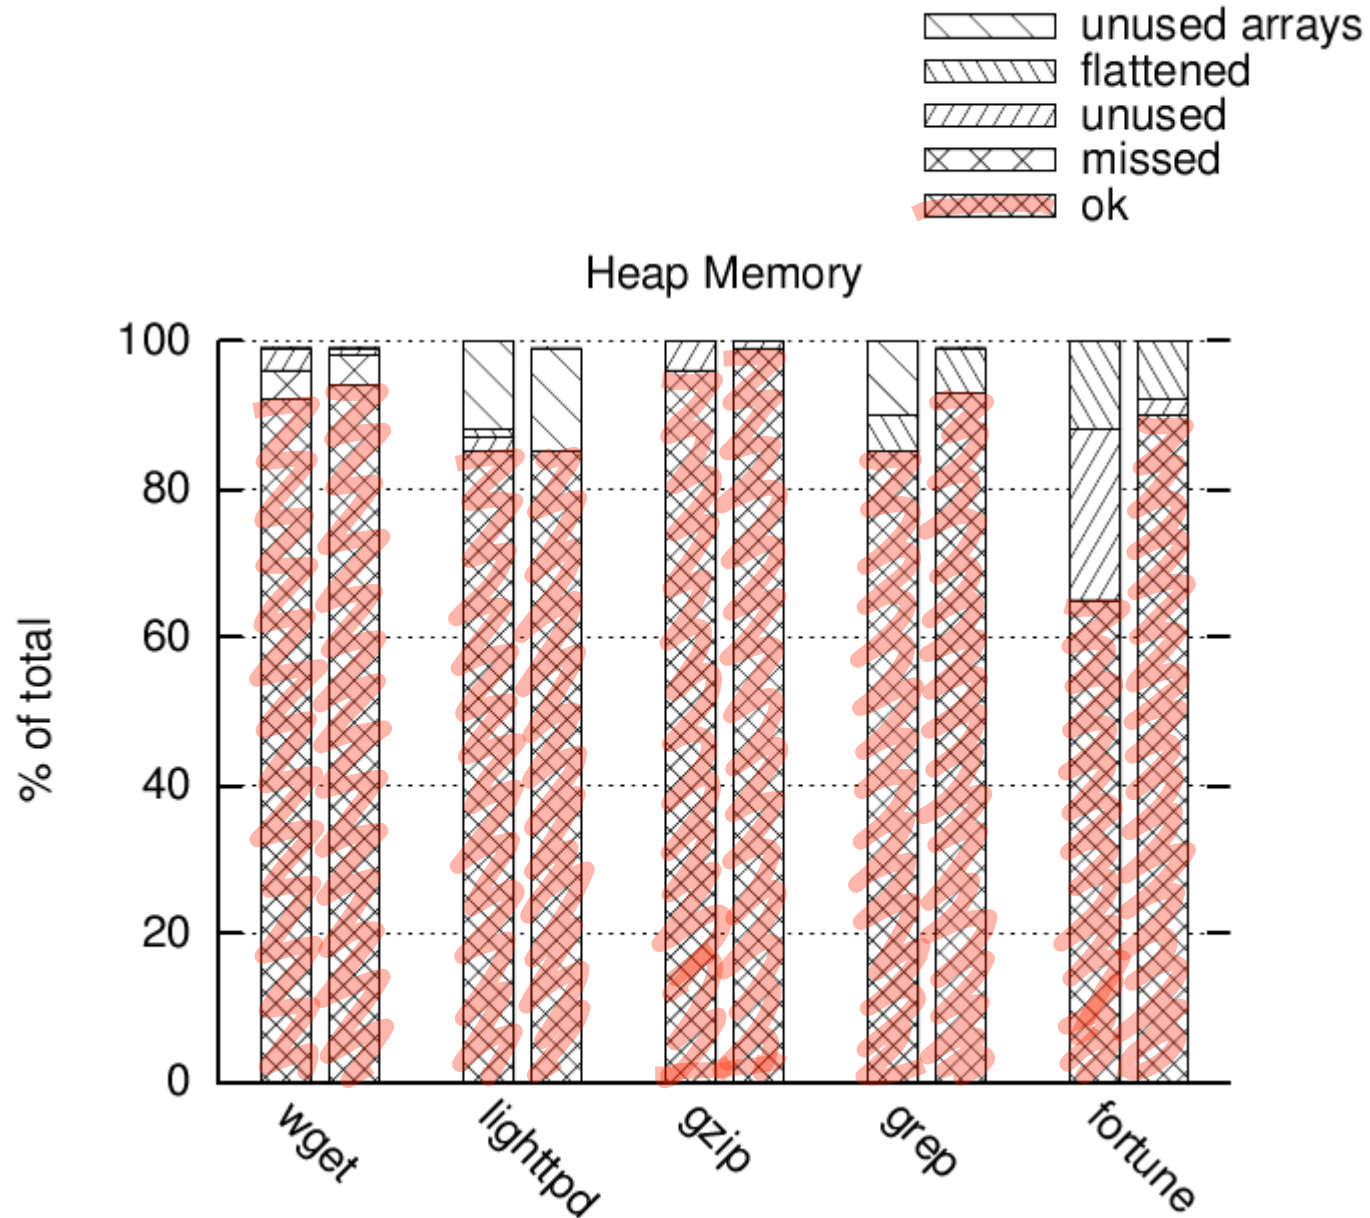 unused arrays
flattened
unused
missed
ok
Heap Memory
100
80
60
40
20
0
% of total
wget
lighttpd
gzip
grep
fortune